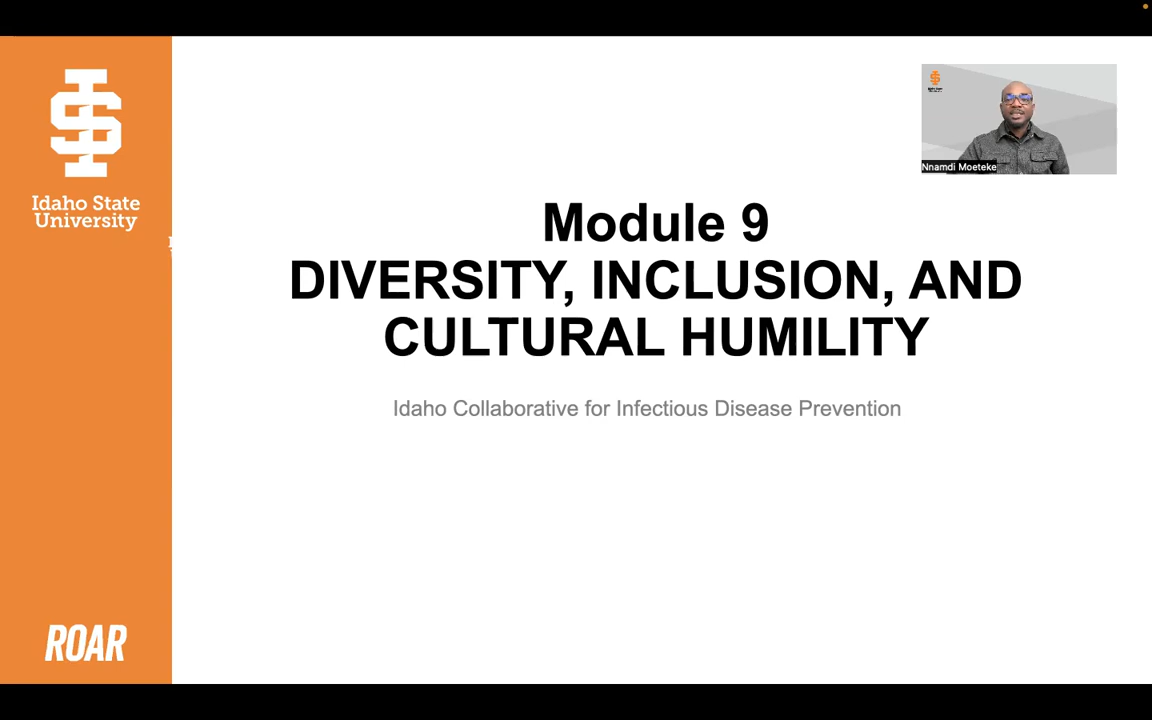 Idaho State
University
Nnamdi Moeteke
Module 9
DIVERSITY, INCLUSION, AND
CULTURAL HUMILITY
Idaho Collaborative for Infectious Disease Prevention
ROAR